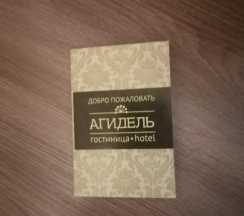 ДОБРО ПОЖАЛОВАТЬ
АГИДЕЛЬ
гостиница•hotel